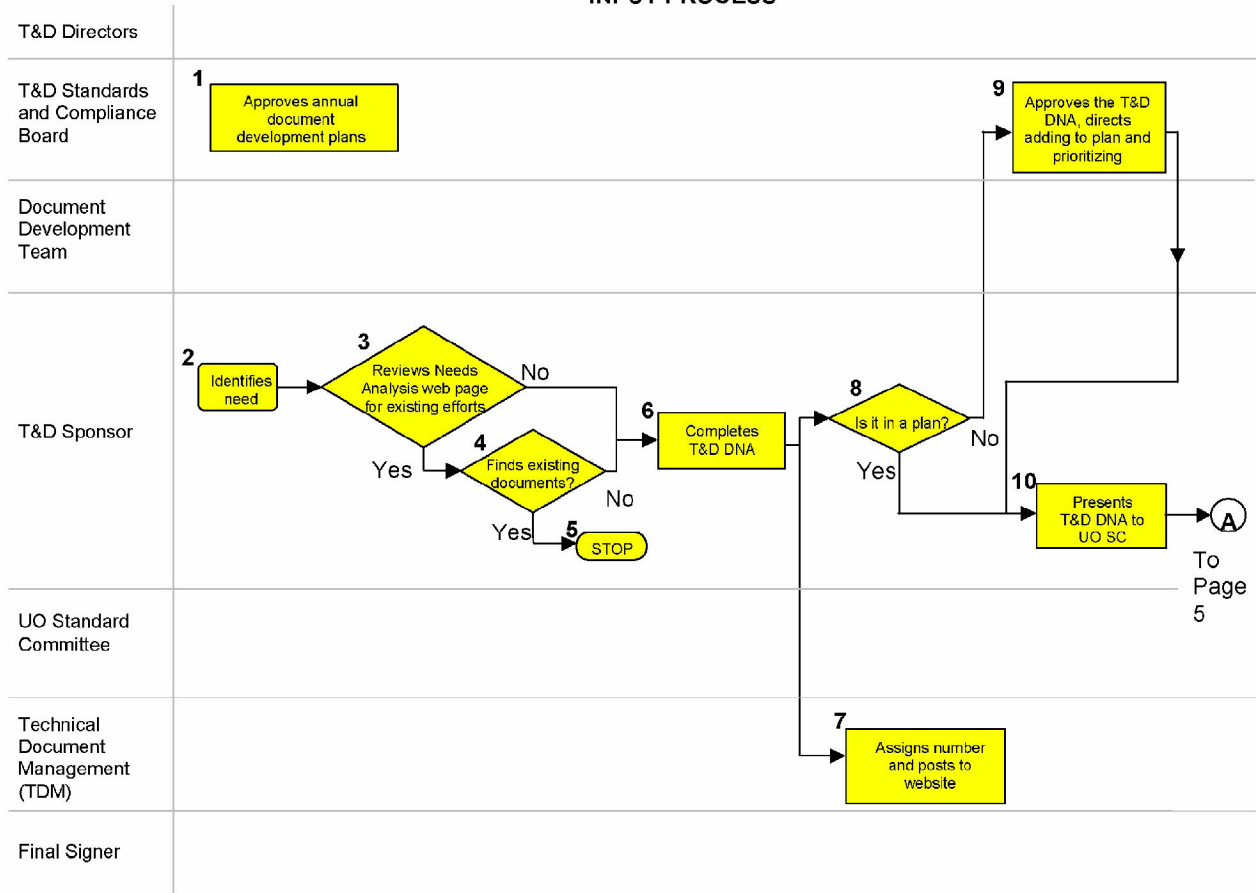 INPUT PROCESS
T&D Directors
T&D Standards
and Compliance
Board
1
Approves annual
document
development plans
9
Approves the T&D
DNA, directs
adding to plan and
prioritizing
Document
Development
Team
T&D Sponsor
2
Identifies
need
3
Reviews Needs
Analysis web page
for existing efforts
No
Yes
4
Finds existing
documents?
No
Yes
5
STOP
6
Completes
T&D DNA
8
Is it in a plan?
No
Yes
10
Presents
T&D DNA to
UO SC
A
To
Page
5
UO Standard
Committee
Technical
Document
Management
(TDM)
7
Assigns number
and posts to
website
Final Signer